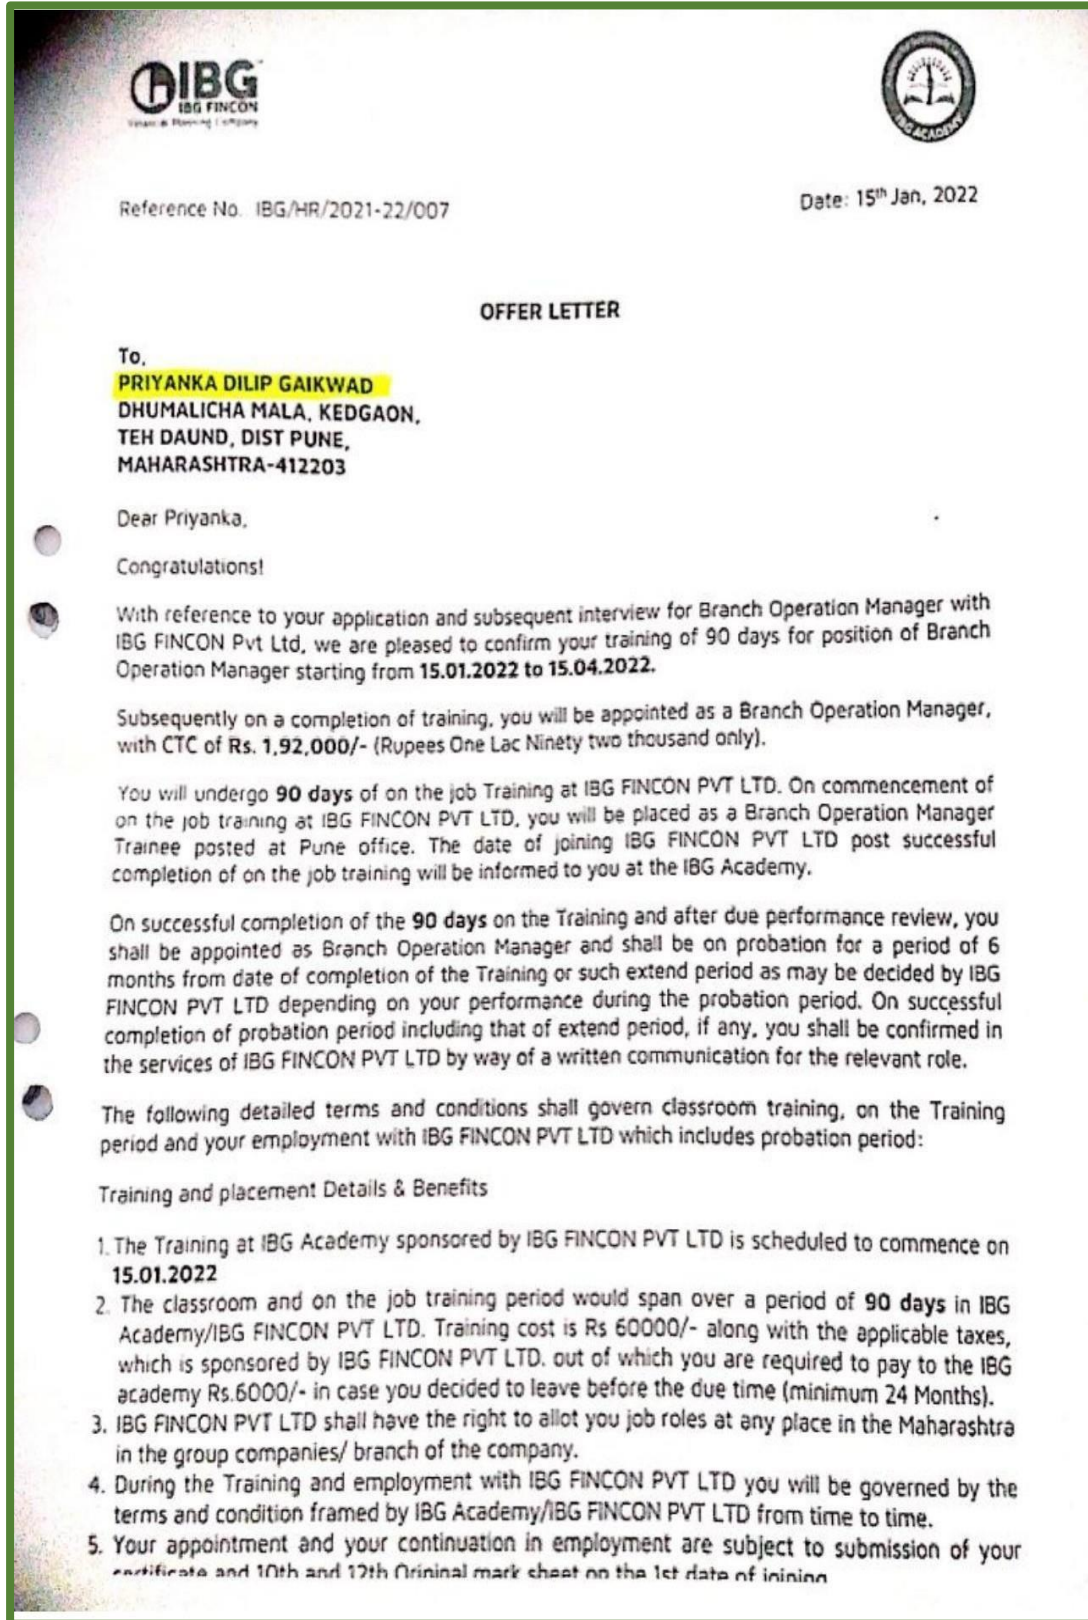 IBG
IBG FINCON
Financial Planning Company
IBG ACADEMY
Reference No. IBG/HR/2021-22/007
Date: 15th Jan, 2022
OFFER LETTER
To,
PRIYANKA DILIP GAIKWAD
DHUMALICHA MALA, KEDGAON,
TEH DAUND, DIST PUNE,
MAHARASHTRA-412203
Dear Priyanka,
Congratulations!
With reference to your application and subsequent interview for Branch Operation Manager with
IBG FINCON Pvt Ltd, we are pleased to confirm your training of 90 days for position of Branch
Operation Manager starting from 15.01.2022 to 15.04.2022.
Subsequently on a completion of training, you will be appointed as a Branch Operation Manager,
with CTC of Rs. 1,92,000/- (Rupees One Lac Ninety two thousand only).
You will undergo 90 days of on the job Training at IBG FINCON PVT LTD. On commencement of
on the job training at IBG FINCON PVT LTD, you will be placed as a Branch Operation Manager
Trainee posted at Pune office. The date of joining IBG FINCON PVT LTD post successful
completion of on the job training will be informed to you at the IBG Academy.
On successful completion of the 90 days on the Training and after due performance review, you
shall be appointed as Branch Operation Manager and shall be on probation for a period of 6
months from date of completion of the Training or such extend period as may be decided by IBG
FINCON PVT LTD depending on your performance during the probation period. On successful
completion of probation period including that of extend period, if any, you shall be confirmed in
the services of IBG FINCON PVT LTD by way of a written communication for the relevant role.
The following detailed terms and conditions shall govern classroom training, on the Training
period and your employment with IBG FINCON PVT LTD which includes probation period:
Training and placement Details & Benefits
1. The Training at IBG Academy sponsored by IBG FINCON PVT LTD is scheduled to commence on
15.01.2022
2. The classroom and on the job training period would span over a period of 90 days in IBG
Academy/IBG FINCON PVT LTD. Training cost is Rs 60000/- along with the applicable taxes,
which is sponsored by IBG FINCON PVT LTD. out of which you are required to pay to the IBG
academy Rs.6000/- in case you decided to leave before the due time (minimum 24 Months).
3. IBG FINCON PVT LTD shall have the right to allot you job roles at any place in the Maharashtra
in the group companies/ branch of the company.
4. During the Training and employment with IBG FINCON PVT LTD you will be governed by the
terms and condition framed by IBG Academy/IBG FINCON PVT LTD from time to time.
5. Your appointment and your continuation in employment are subject to submission of your
certificate and 10th and 12th Orininal mark sheet on the 1st date of joining